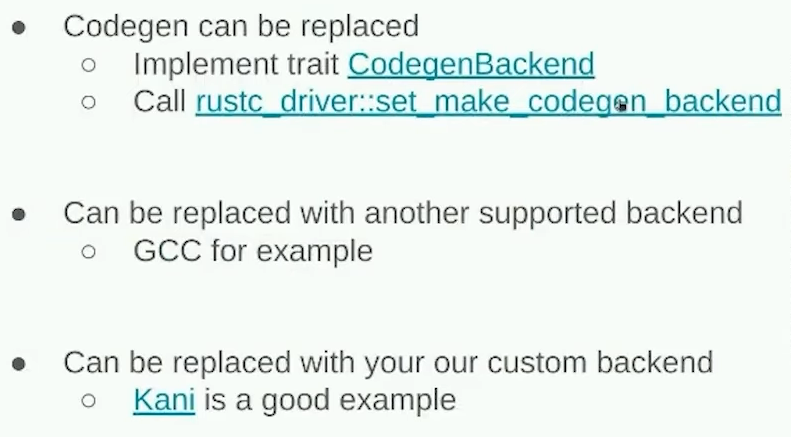 ● Codegen can be replaced
○ Implement trait CodegenBackend
○ Call rustc_driver::set_make_codegen_backend
● Can be replaced with another supported backend
○ GCC for example
● Can be replaced with your our custom backend
○ Kani is a good example